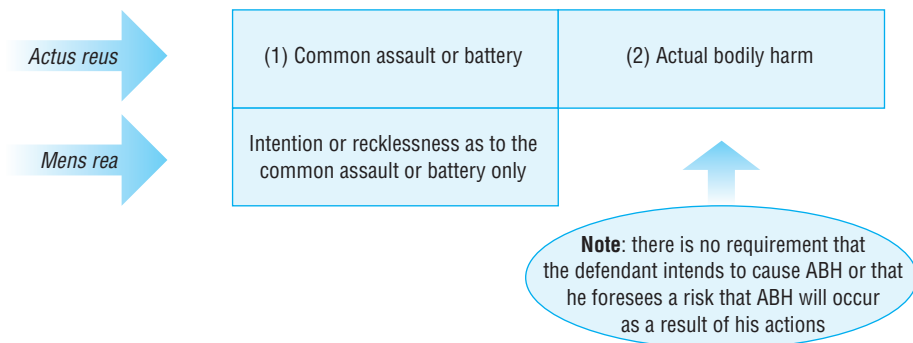 Actus reus
(1) Common assault or battery
(2) Actual bodily harm
Mens rea
Intention or recklessness as to the
common assault or battery only
Note: there is no requirement that
the defendant intends to cause ABH or that
he foresees a risk that ABH will occur
as a result of his actions